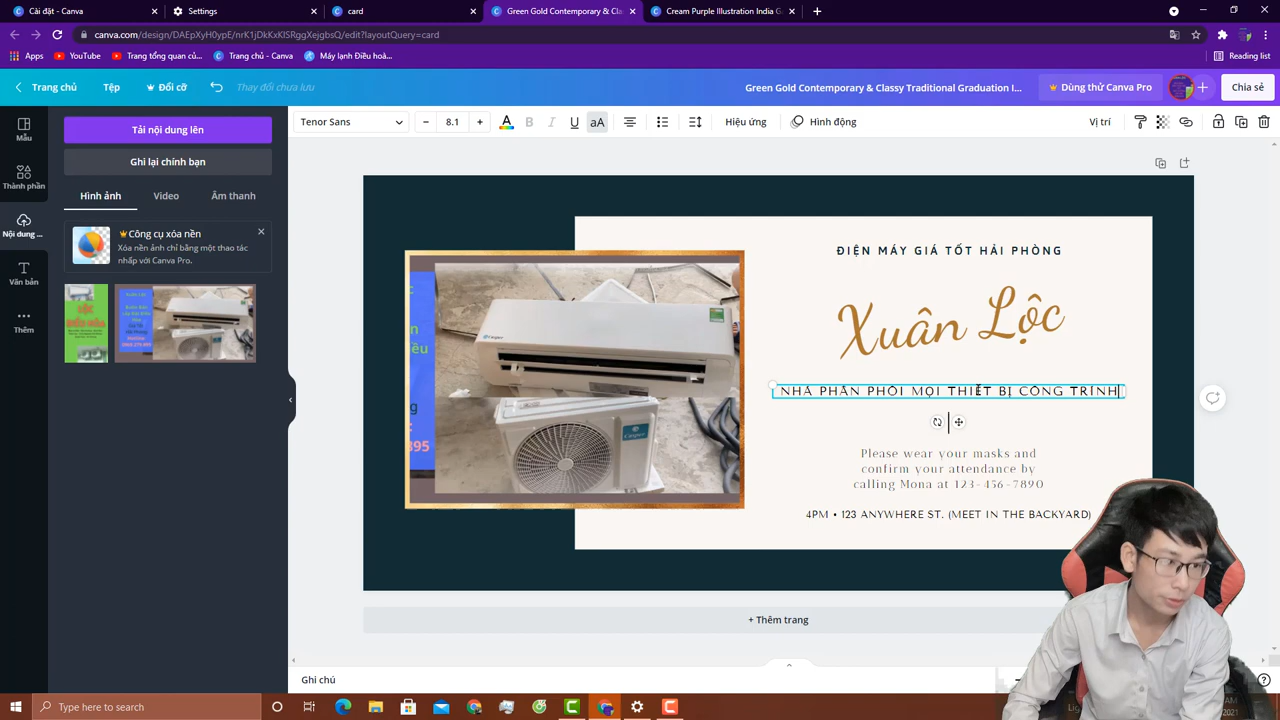 Cài đặt - Canva
Settings
card
Green Gold Contemporary & Cla
Cream Purple Illustration India G
canva.com/design/DAEpXyH0ypE/nrK1jDkKxKISRggXejgbsQ/edit?layoutQuery=card
Apps
YouTube
Trang tổng quan củ...
Trang chủ - Canva
Máy lạnh Điều hoà...
Reading list
Trang chủ
Tệp
Đổi cỡ
Thay đổi chưa lưu
Green Gold Contemporary & Classy Traditional Graduation I...
Dùng thử Canva Pro
Chia sẻ
Mẫu
Thành phần
Nội dung ...
Văn bản
Thêm
Tải nội dung lên
Ghi lại chính bạn
Hình ảnh
Video
Âm thanh
Công cụ xóa nền
Xóa nền ảnh chỉ bằng một thao tác
nhấp với Canva Pro.
Tenor Sans
8.1
aA
Hiệu ứng
Hình động
Vị trí
ĐIỆN MÁY GIÁ TỐT HẢI PHÒNG
Xuân Lộc
NHÀ PHÂN PHỐI MỌI THIẾT BỊ CÔNG TRÌNH
Please wear your masks and
confirm your attendance by
calling Mona at 123-456-7890
4PM • 123 ANYWHERE ST. (MEET IN THE BACKYARD)
+ Thêm trang
Ghi chú
Type here to search